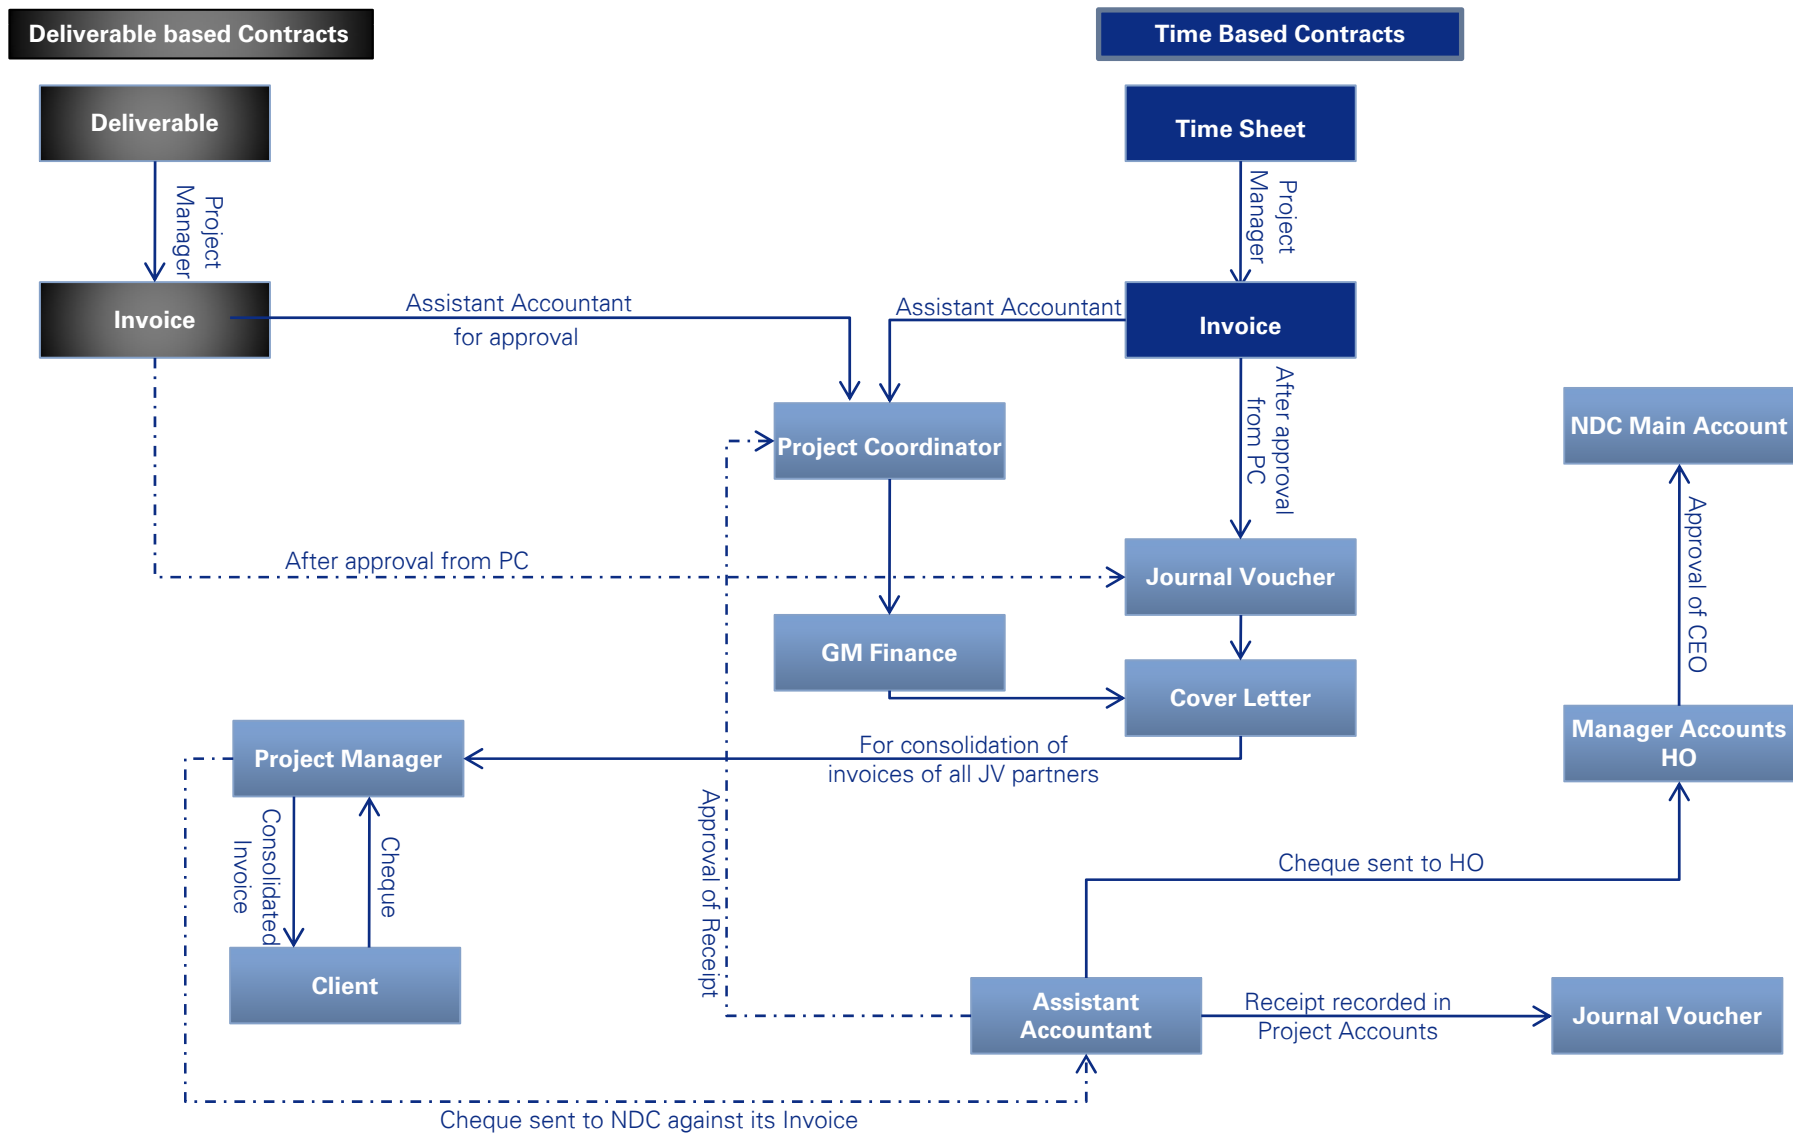 Deliverable based Contracts
Time Based Contracts
Deliverable
Time Sheet
Project
Manager
Project
Manager
Invoice
Assistant Accountant
for approval
Assistant Accountant
Invoice
After approval
from PC
Project Coordinator
NDC Main Account
Approval of CEO
After approval from PC
Journal Voucher
GM Finance
Cover Letter
Project Manager
For consolidation of
invoices of all JV partners
Manager Accounts
HO
Consolidated
Invoice
Cheque
Approval of Receipt
Cheque sent to HO
Client
Assistant
Accountant
Receipt recorded in
Project Accounts
Journal Voucher
Cheque sent to NDC against its Invoice